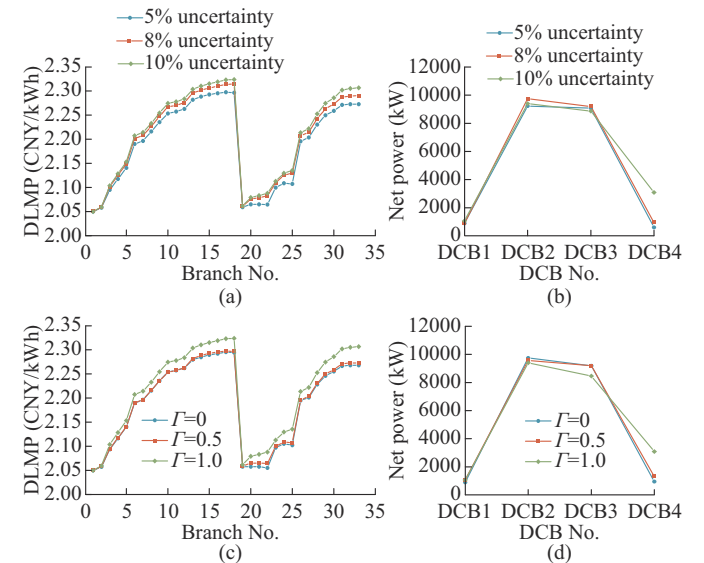 5% uncertainty
8% uncertainty
10% uncertainty
DLMP (CNY/kWh)
2.35
2.30
2.25
2.20
2.15
2.10
2.05
2.00
0 5 10 15 20 25 30 35
Branch No.
(a)
5% uncertainty
8% uncertainty
10% uncertainty
Net power (kW)
12000
10000
8000
6000
4000
2000
0
DCB1 DCB2 DCB3 DCB4
DCB No.
(b)
DLMP (CNY/kWh)
2.35
2.30
2.25
2.20
2.15
2.10
2.05
2.00
Γ=0
Γ=0.5
Γ=1.0
0 5 10 15 20 25 30 35
Branch No.
(c)
Net power (kW)
12000
10000
8000
6000
4000
2000
0
Γ=0
Γ=0.5
Γ=1.0
DCB1 DCB2 DCB3 DCB4
DCB No.
(d)